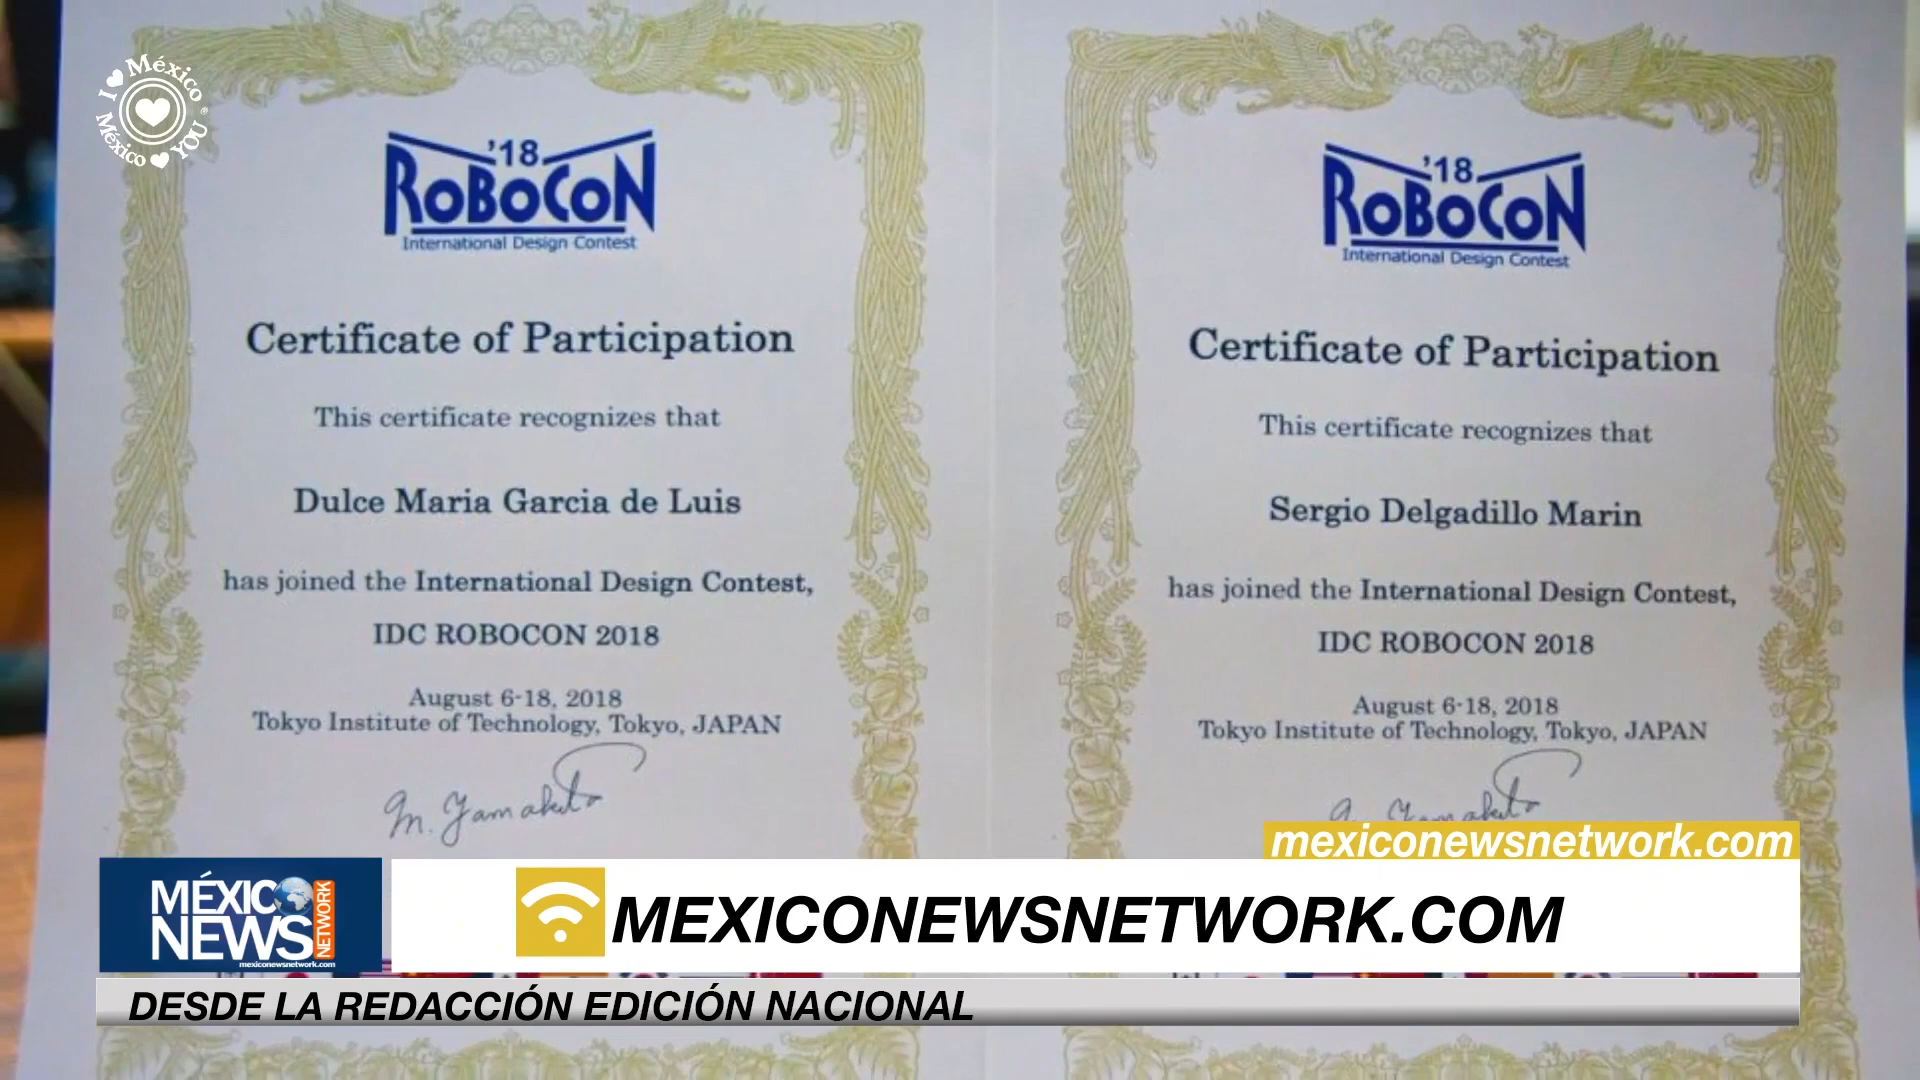 I México
México YOU
'18
RoBoCoN
International Design Contest
Certificate of Participation
This certificate recognizes that
Dulce Maria Garcia de Luis
has joined the International Design Contest,
IDC ROBOCON 2018
August 6-18, 2018
Tokyo Institute of Technology, Tokyo, JAPAN
M. Yamakita
'18
RoBoCoN
International Design Contest
Certificate of Participation
This certificate recognizes that
Sergio Delgadillo Marin
has joined the International Design Contest,
IDC ROBOCON 2018
August 6-18, 2018
Tokyo Institute of Technology, Tokyo, JAPAN
mexiconewsnetwork.com
MÉXICO
NEWS
NETWORK
mexiconewsnetwork.com
MEXICONEWSNETWORK.COM
DESDE LA REDACCIÓN EDICIÓN NACIONAL